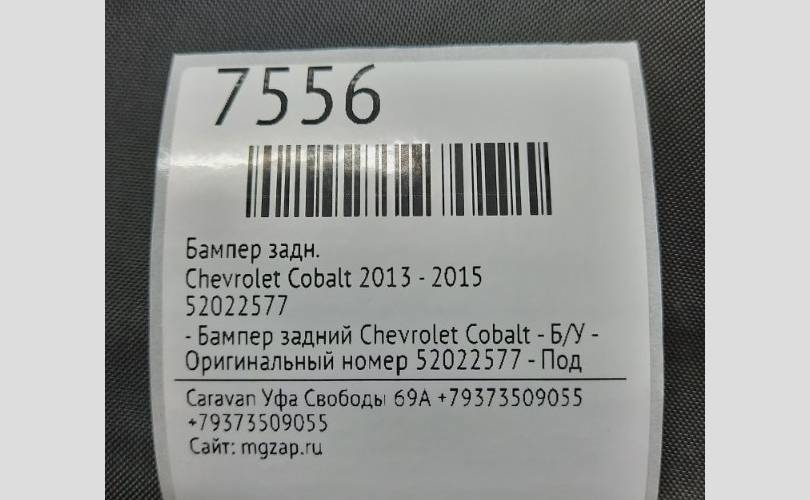 7556
Бампер задн.
Chevrolet Cobalt 2013 - 2015
52022577
- Бампер задний Chevrolet Cobalt - Б/У -
Оригинальный номер 52022577 - Под
Caravan Уфа Свободы 69А +79373509055
+79373509055
Сайт: mgzap.ru